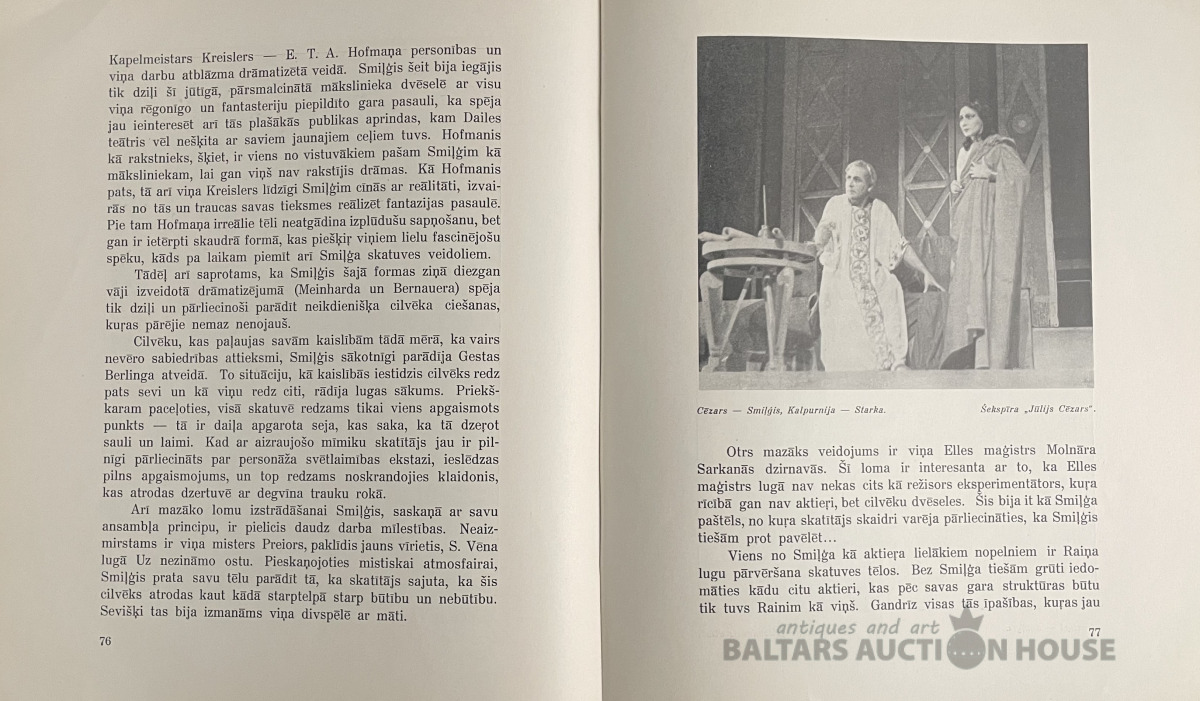 Kapelmeistars Kreislers — E. T. A. Hofmaņa personības un
viņa darbu atblāzma drāmatizētā veidā. Smiļģis šeit bija iegājis
tik dziļi šī jūtīgā, pārsmalcinātā mākslinieka dvēselē ar visu
viņa rēgonīgo un fantasteriju piepildīto gara pasauli, ka spēja
jau ieinteresēt arī tās plašākās publikas aprindas, kam Dailes
teātris vēl nešķita ar saviem jaunajiem ceļiem tuvs. Hofmanis
kā rakstnieks, šķiet, ir viens no vistuvākiem pašam Smiļģim kā
māksliniekam, lai gan viņš nav rakstījis drāmas. Kā Hofmanis
pats, tā arī viņa Kreislers līdzīgi Smiļģim cīnās ar reālitāti, izvai-
rās no tās un traucas savas tieksmes reālizēt fantazijas pasaulē.
Pie tam Hofmaņa irreālie tēli neatgādina izplūdušu sapņošanu, bet
gan ir ietērpti skaudrā formā, kas piešķiŗ viņiem lielu fascinējošu
spēku, kāds pa laikam piemīt arī Smiļģa skatuves veidoliem.
Tādēļ arī saprotams, ka Smiļģis šajā formas ziņā diezgan
vāji izveidotā drāmatizējumā (Meinharda un Bernauera) spēja
tik dziļi un pārliecinoši parādīt neikdienišķa cilvēka ciešanas,
kuŗas pārējie nemaz nenojauš.
Cilvēku, kas paļaujas savām kaislībām tādā mērā, ka vairs
nevēro sabiedrības attieksmi, Smiļģis sākotnīgi parādīja Gestas
Berlinga atveidā. To situāciju, kā kaislībās iestidzis cilvēks redz
pats sevi un kā viņu redz citi, rādīja lugas sākums. Priekš-
karam paceļoties, visā skatuvē redzams tikai viens apgaismots
punkts — tā ir daiļa apgarota seja, kas saka, ka tā dzeŗot
sauli un laimi. Kad ar aizraujošo mīmiku skatītājs jau ir pil-
nīgi pārliecināts par personāža svētlaimības ekstazi, ieslēdzas
pilns apgaismojums, un top redzams noskrandojies klaidonis,
kas atrodas dzertuvē ar degvīna trauku rokā.
Arī mazāko lomu izstrādāšanai Smiļģis, saskaņā ar savu
ansambļa principu, ir pielicis daudz darba mīlestības. Neaiz-
mirstams ir viņa misters Preiors, paklīdis jauns vīrietis, S. Vēna
lugā Uz nezināmo ostu. Pieskaņojoties mistiskai atmosfairai,
Smiļģis prata savu tēlu parādīt tā, ka skatītājs sajuta, ka šis
cilvēks atrodas kaut kādā starptelpā starp būtību un nebūtību.
Sevišķi tas bija izmanāms viņa divspēlē ar māti.
76
Cēzars — Smiļģis, Kalpurnija — Starka. Šekspīra „Jūlijs Cēzars".
Otrs mazāks veidojums ir viņa Elles maģistrs Molnāra
Sarkanās dzirnavās. Šī loma ir interesanta ar to, ka Elles
maģistrs lugā nav nekas cits kā režisors eksperimentātors, kuŗa
rīcībā gan nav aktieŗi, bet cilvēku dvēseles. Šis bija it kā Smiļģa
paštēls, no kuŗa skatītājs skaidri varēja pārliecināties, ka Smiļģis
tiešām prot pavēlēt...
Viens no Smiļģa kā aktieŗa lielākiem nopelniem ir Raiņa
lugu pārvēršana skatuves tēlos. Bez Smiļģa tiešām grūti iedo-
māties kādu citu aktieri, kas pēc savas gara struktūras būtu
tik tuvs Rainim kā viņš. Gandrīz visas tās īpašības, kuŗas jau
77
antiques and art
BALTARS AUCTION HOUSE